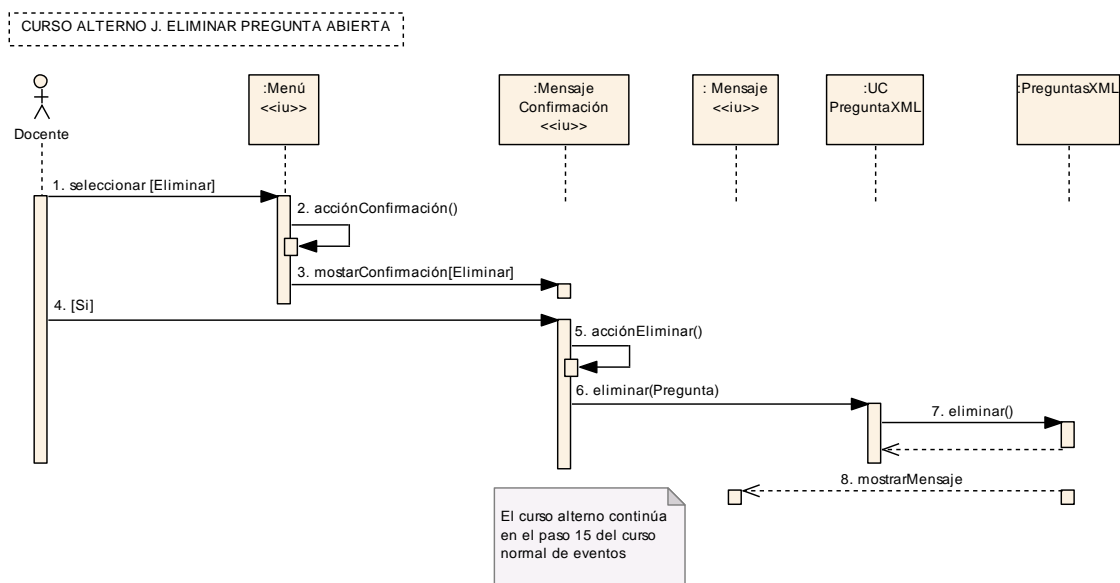 CURSO ALTERNO J. ELIMINAR PREGUNTA ABIERTA
Docente
:Menú
<<iu>>
:Mensaje
Confirmación
<<iu>>
: Mensaje
<<iu>>
:UC
PreguntaXML
:PreguntasXML
1. seleccionar [Eliminar]
2. acciónConfirmación()
3. mostarConfirmación[Eliminar]
4. [Si]
5. acciónEliminar()
6. eliminar(Pregunta)
7. eliminar()
8. mostrarMensaje
El curso alterno continúa
en el paso 15 del curso
normal de eventos